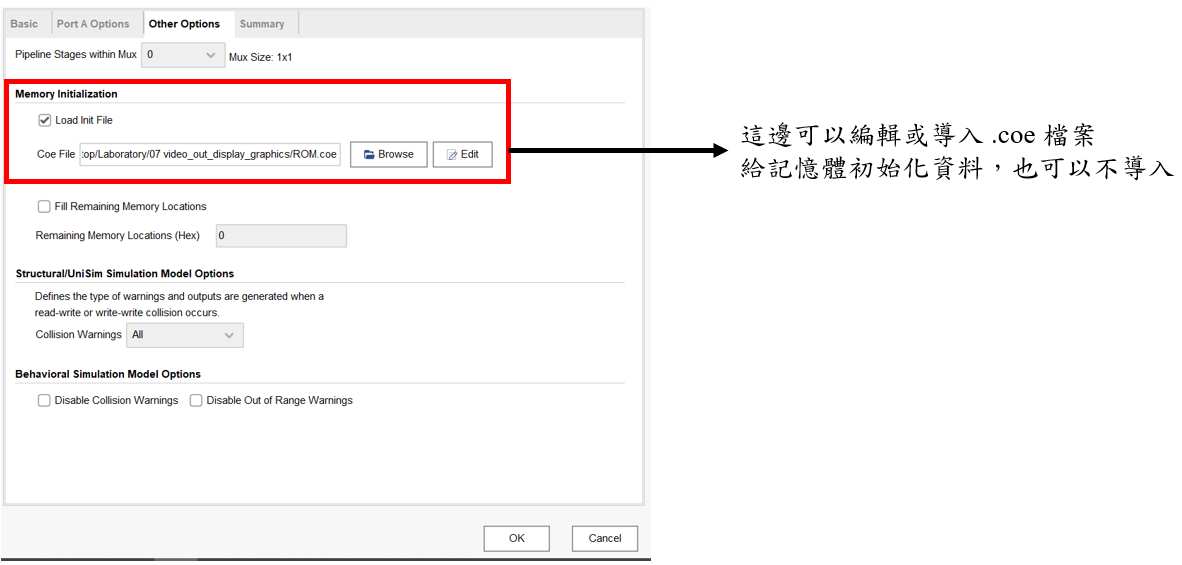 Basic Port A Options Other Options Summary
Pipeline Stages within Mux 0 Mux Size: 1x1
Memory Initialization
Load Init File
Coe File top/Laboratory/07 video_out_display_graphics/ROM.coe Browse Edit
這邊可以編輯或導入 .coe 檔案
給記憶體初始化資料，也可以不導入
Fill Remaining Memory Locations
Remaining Memory Locations (Hex) 0
Structural/UniSim Simulation Model Options
Defines the type of warnings and outputs are generated when a
read-write or write-write collision occurs.
Collision Warnings All
Behavioral Simulation Model Options
Disable Collision Warnings Disable Out of Range Warnings
OK Cancel